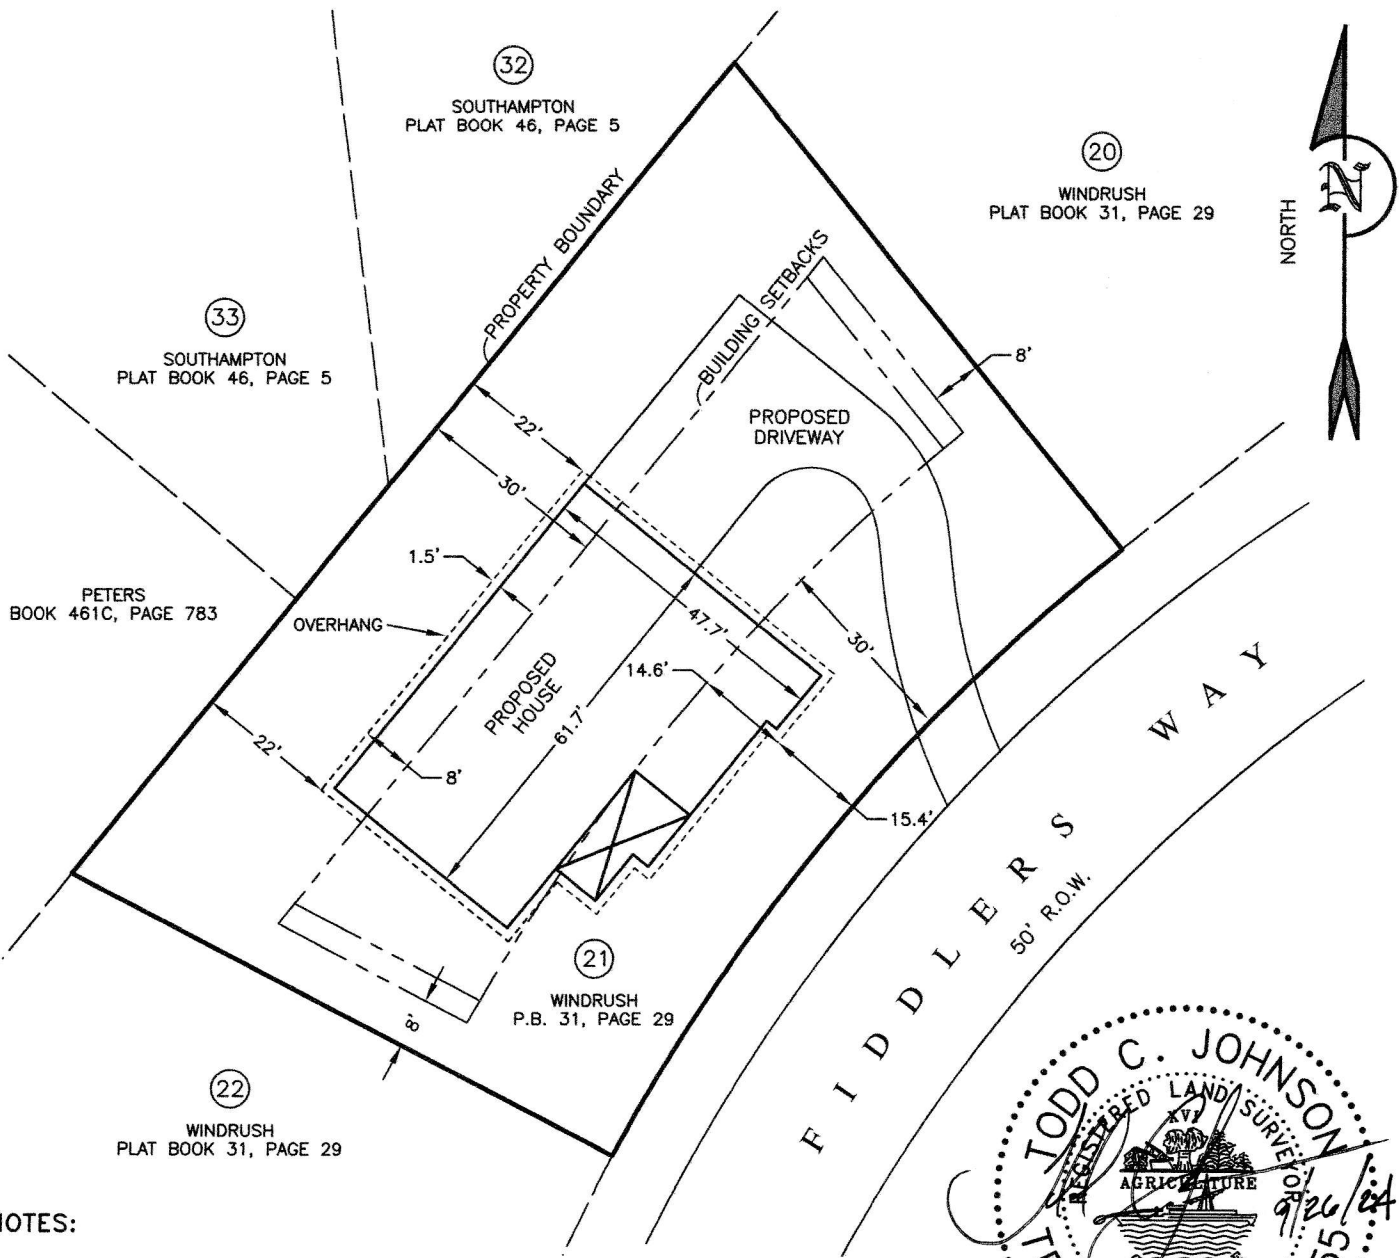 32
SOUTHAMPTON
PLAT BOOK 46, PAGE 5
20
WINDRUSH
PLAT BOOK 31, PAGE 29
NORTH
N
PROPERTY BOUNDARY
33
SOUTHAMPTON
PLAT BOOK 46, PAGE 5
BUILDING SETBACKS
8'
PROPOSED
DRIVEWAY
22'
30'
1.5'
PETERS
BOOK 461C, PAGE 783
OVERHANG
47.7'
30'
14.6'
PROPOSED
HOUSE
61.7'
22'
8'
15.4'
FIDDLERS WAY
50' R.O.W.
21
WINDRUSH
P.B. 31, PAGE 29
8'
22
WINDRUSH
PLAT BOOK 31, PAGE 29
TODD C. JOHNSON
REGISTERED LAND SURVEYOR
XVI
AGRICULTURE
9/26/24
NOTES: